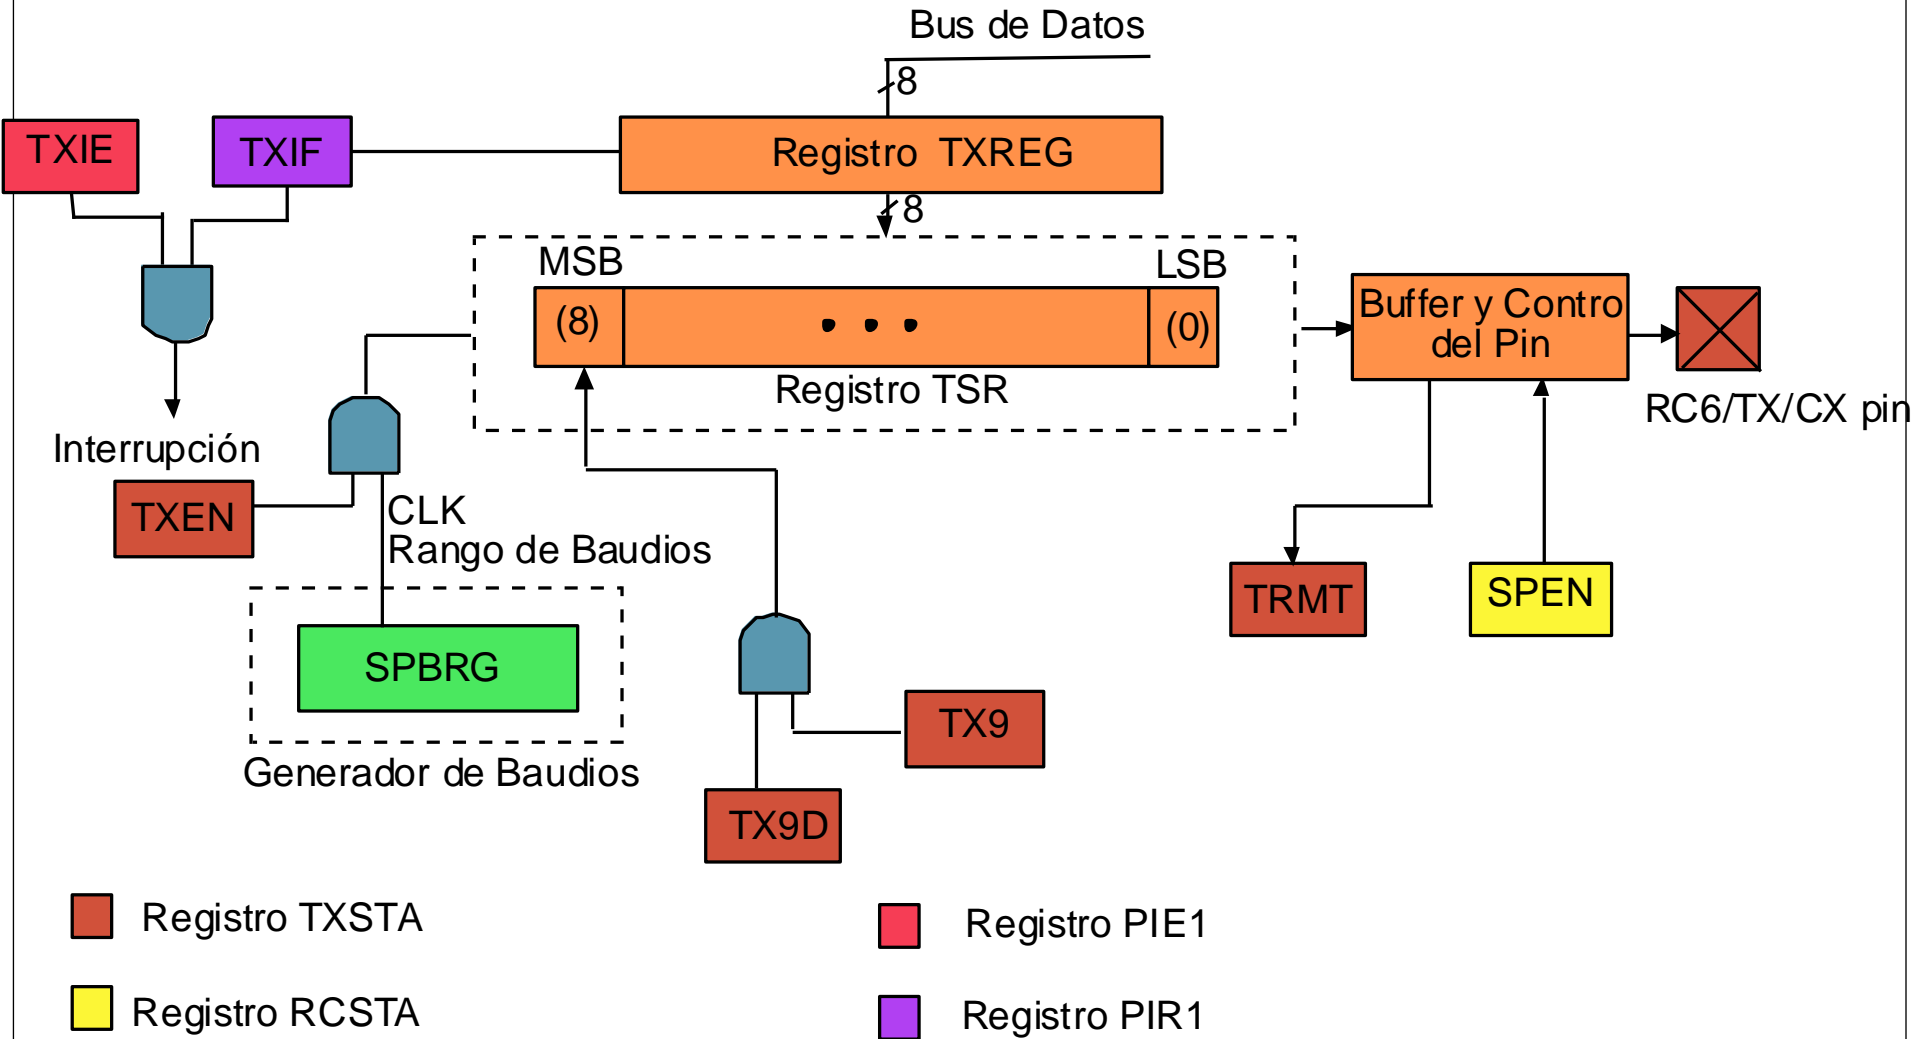 Bus de Datos
8
TXIE
TXIF
Registro TXREG
8
MSB
LSB
(8)
(0)
Registro TSR
Buffer y Contro
del Pin
RC6/TX/CX pin
Interrupción
TXEN
CLK
Rango de Baudios
SPBRG
Generador de Baudios
TRMT
SPEN
TX9
TX9D
Registro TXSTA
Registro PIE1
Registro RCSTA
Registro PIR1